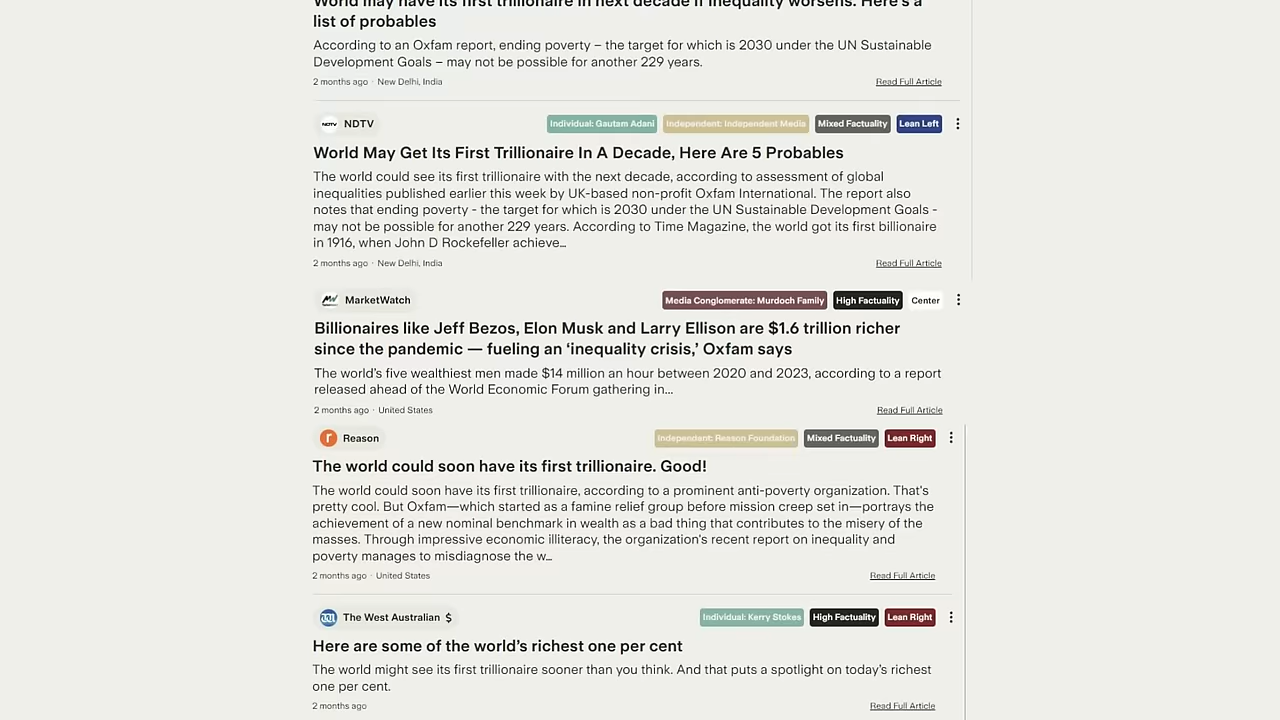 World may have its first trillionaire in next decade if inequality worsens. Here's a
list of probables
According to an Oxfam report, ending poverty – the target for which is 2030 under the UN Sustainable
Development Goals – may not be possible for another 229 years.
2 months ago · New Delhi, India Read Full Article
NDTV NDTV Individual: Gautam Adani Independent: Independent Media Mixed Factuality Lean Left
World May Get Its First Trillionaire In A Decade, Here Are 5 Probables
The world could see its first trillionaire with the next decade, according to assessment of global
inequalities published earlier this week by UK-based non-profit Oxfam International. The report also
notes that ending poverty - the target for which is 2030 under the UN Sustainable Development Goals -
may not be possible for another 229 years. According to Time Magazine, the world got its first billionaire
in 1916, when John D Rockefeller achieve…
2 months ago · New Delhi, India Read Full Article
MarketWatch Media Conglomerate: Murdoch Family High Factuality Center
Billionaires like Jeff Bezos, Elon Musk and Larry Ellison are $1.6 trillion richer
since the pandemic — fueling an ‘inequality crisis,’ Oxfam says
The world’s five wealthiest men made $14 million an hour between 2020 and 2023, according to a report
released ahead of the World Economic Forum gathering in...
2 months ago · United States Read Full Article
r Reason Independent: Reason Foundation Mixed Factuality Lean Right
The world could soon have its first trillionaire. Good!
The world could soon have its first trillionaire, according to a prominent anti-poverty organization. That's
pretty cool. But Oxfam—which started as a famine relief group before mission creep set in—portrays the
achievement of a new nominal benchmark in wealth as a bad thing that contributes to the misery of the
masses. Through impressive economic illiteracy, the organization's recent report on inequality and
poverty manages to misdiagnose the w…
2 months ago · United States Read Full Article
The West Australian $ Individual: Kerry Stokes High Factuality Lean Right
Here are some of the world’s richest one per cent
The world might see its first trillionaire sooner than you think. And that puts a spotlight on today’s richest
one per cent.
2 months ago Read Full Article